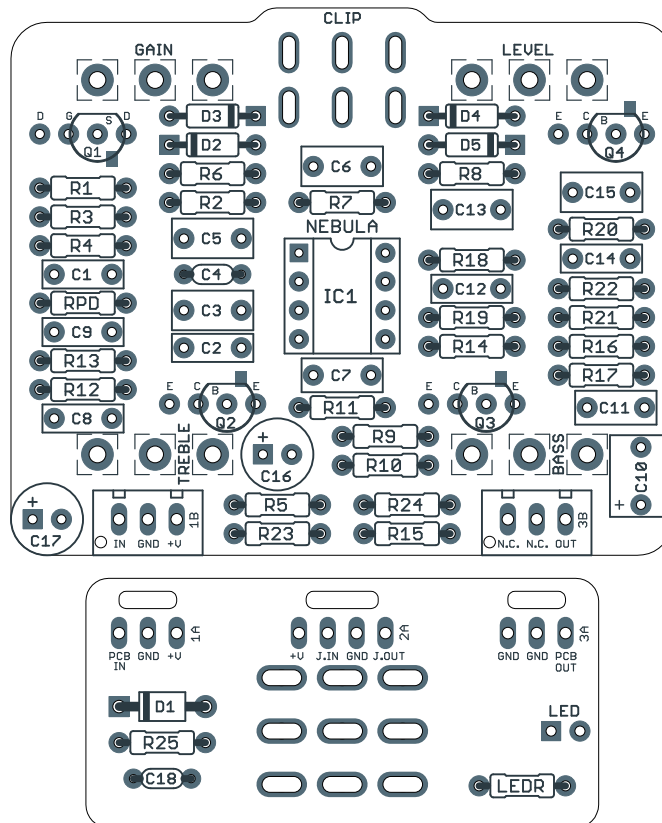 CLIP
GAIN
LEVEL
D3
D4
D G S D
Q1
E C B E
Q4
D2
D5
C6
R6
R8
R1
C15
R2
R7
R3
C13
NEBULA
R20
R4
C5
C14
R18
C1
C4
IC1
R22
C12
RPD
C3
R21
R19
C9
C2
R16
R14
R13
C7
R17
R12
E C B E
Q2
E C B E
Q3
R11
C11
C8
R9
TREBLE
+
C16
R10
BASS
C10
+
+
C17
R5
R24
1B
3B
R23
R15
IN GND +V
N.C. N.C. OUT
1A
2A
3A
PCB IN GND +V
+V J.IN GND J.OUT
GND GND PCB OUT
D1
LED
R25
C18
LEDR